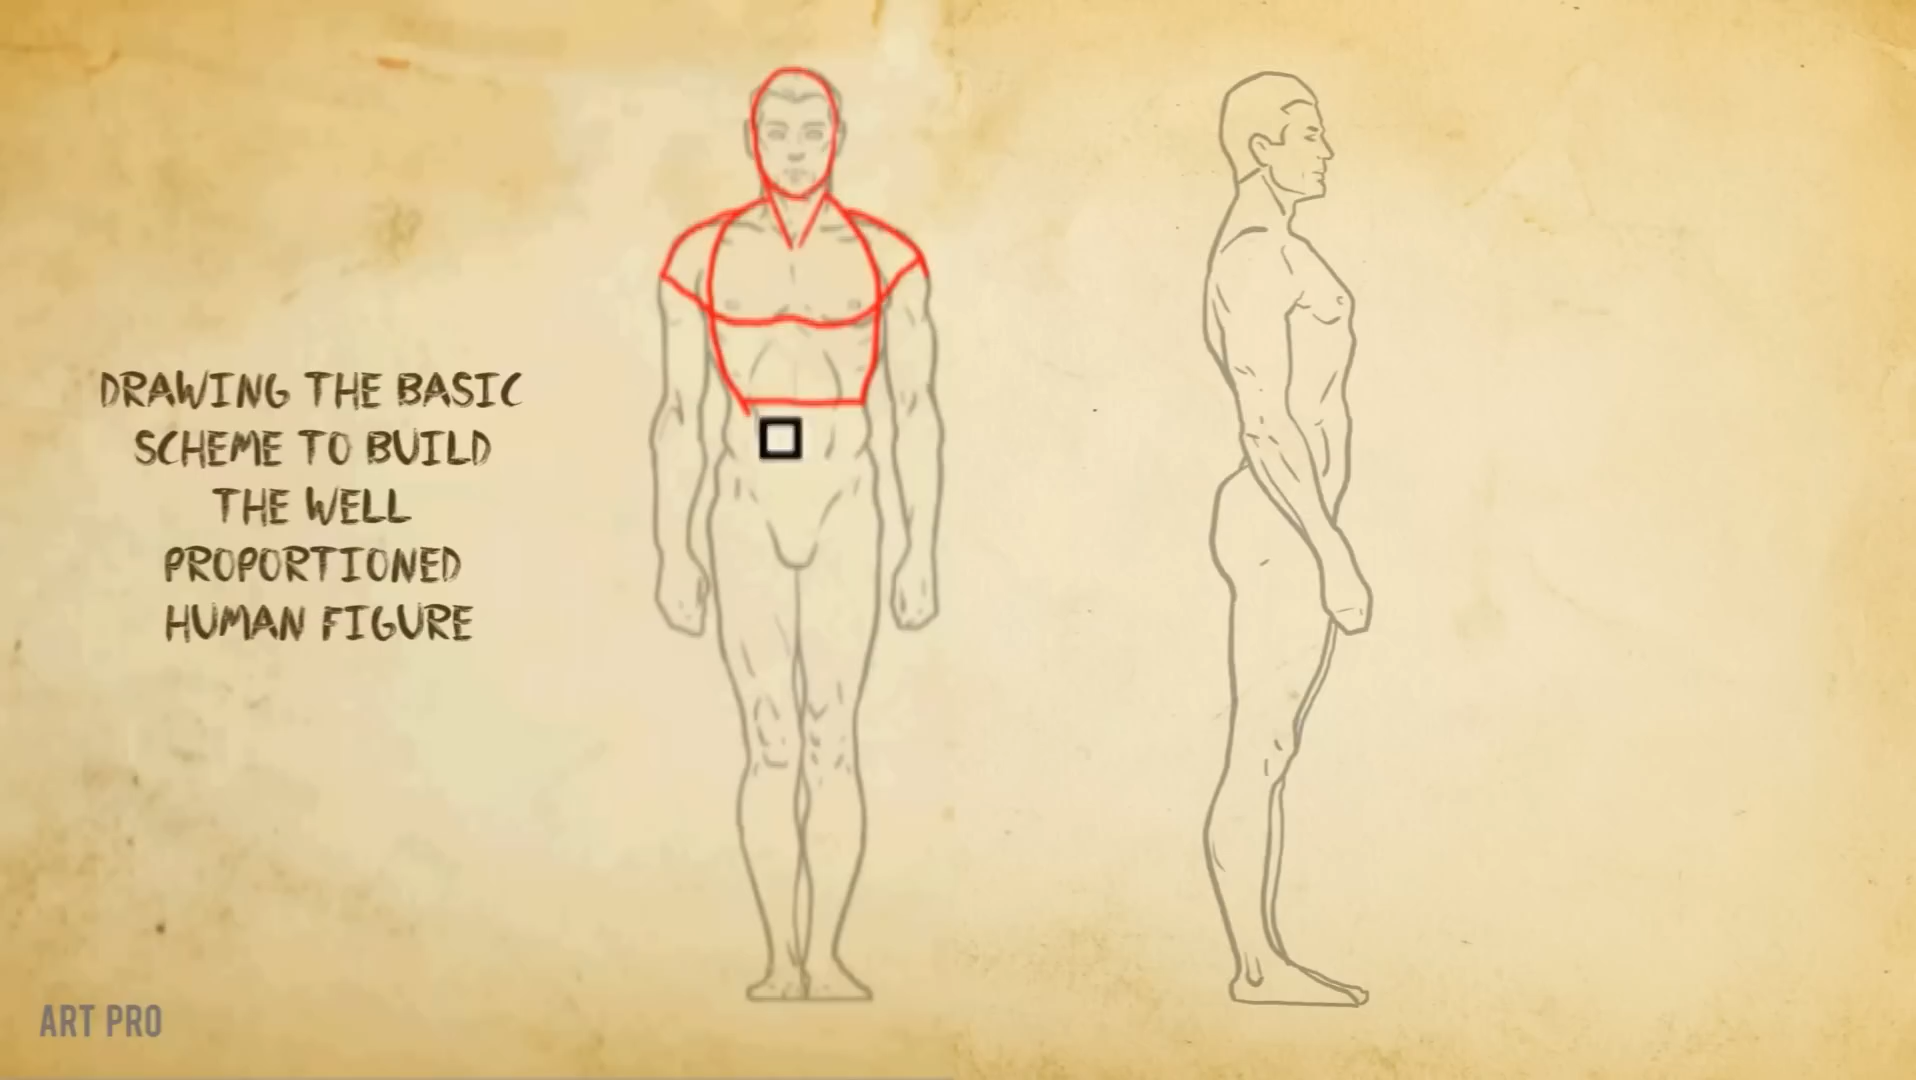 DRAWING THE BASIC
SCHEME TO BUILD
THE WELL
PROPORTIONED
HUMAN FIGURE
ART PRO